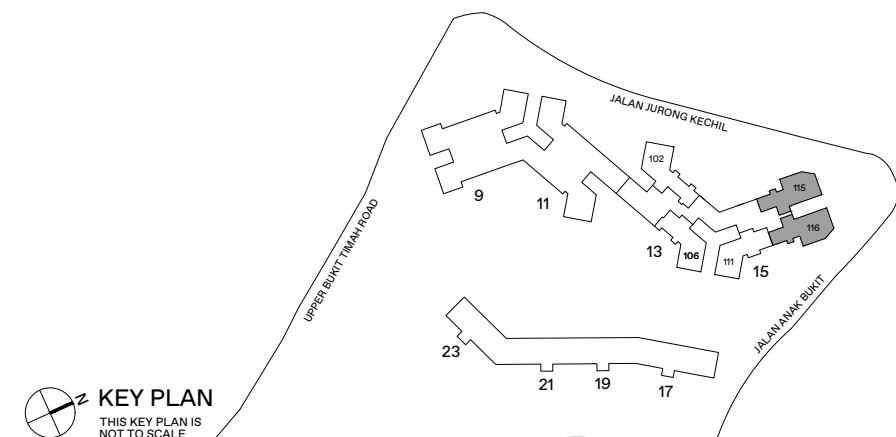 JALAN JURONG KECHIL
102
115
116
9
11
13
106
111
15
UPPER BUKIT TIMAH ROAD
JALAN ANAK BUKIT
23
21
19
17
N
KEY PLAN
THIS KEY PLAN IS
NOT TO SCALE